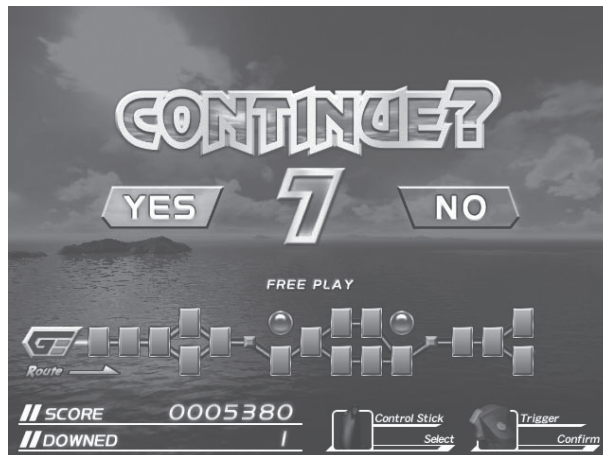 CONTINUE?
YES 7 NO
FREE PLAY
Route
SCORE 0005380
DOWNED 1
Control Stick
Select
Trigger
Confirm